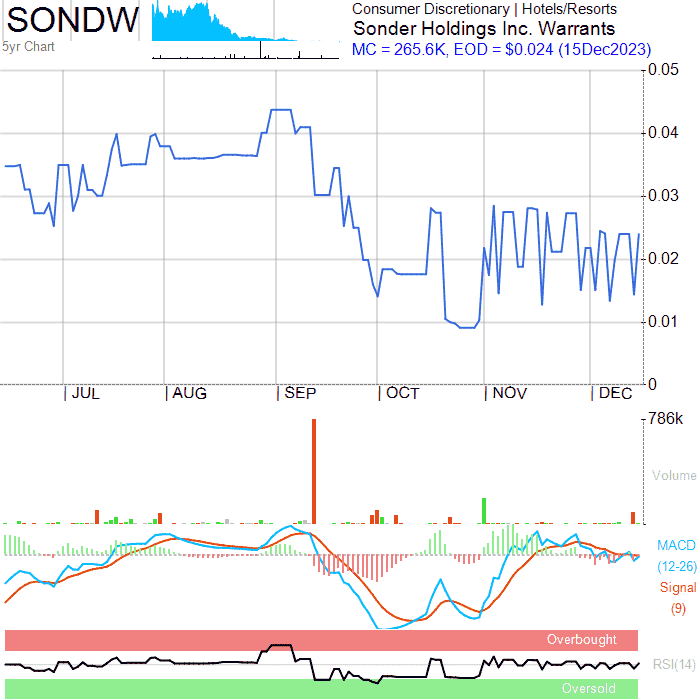 SONDW
5yr Chart
Consumer Discretionary | Hotels/Resorts
Sonder Holdings Inc. Warrants
MC = 265.6K, EOD = $0.024 (15Dec2023)
0.05
0.04
0.03
0.02
0.01
0
JUL AUG SEP OCT NOV DEC
786k
Volume
MACD
(12-26)
Signal
(9)
Overbought
RSI(14)
Oversold